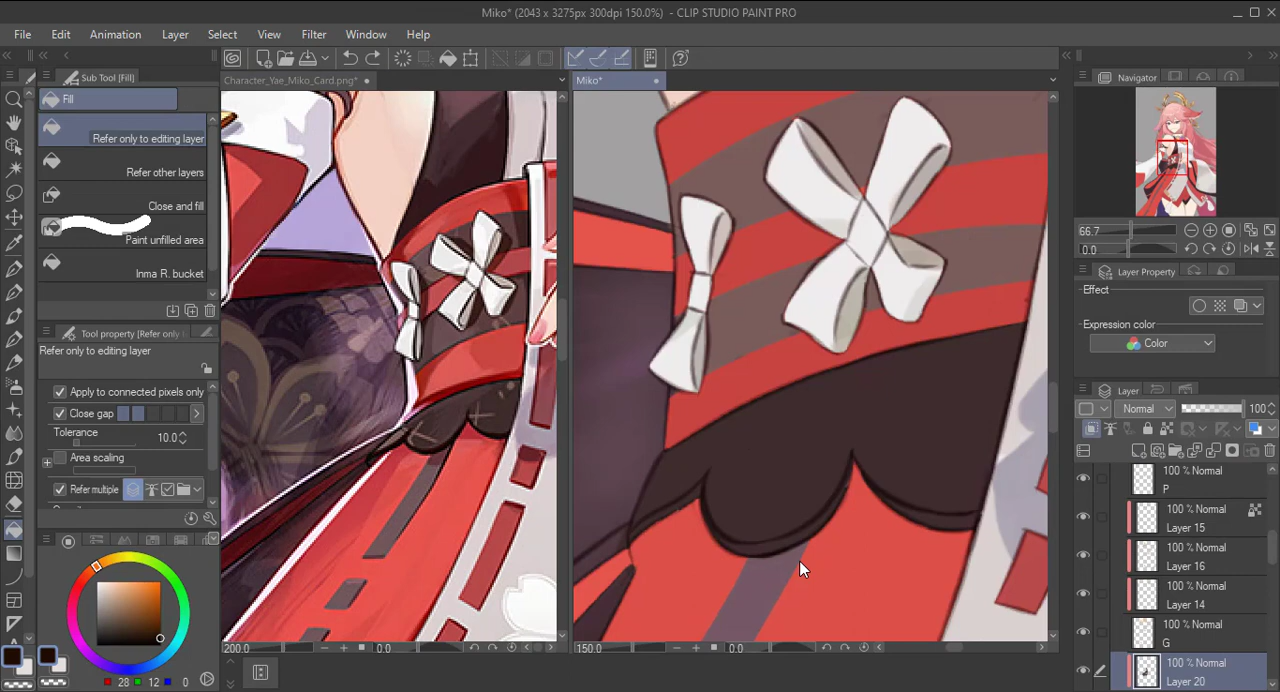 Miko* (2043 x 3275px 300dpi 150.0%) - CLIP STUDIO PAINT PRO
File Edit Animation Layer Select View Filter Window Help
Sub Tool [Fill]
Fill
Refer only to editing layer
Refer other layers
Close and fill
Paint unfilled area
Inma R. bucket
Tool property [Refer only
Refer only to editing layer
Apply to connected pixels only
Close gap
Tolerance
10.0
Area scaling
Refer multiple
28 12 0
Character_Yae_Miko_Card.png*
Miko*
200.0 0.0
150.0 0.0
Navigator
66.7
0.0
Layer Property
Effect
Expression color
Color
Layer
Normal 100
100 % Normal
P
100 % Normal
Layer 15
100 % Normal
Layer 16
100 % Normal
Layer 14
100 % Normal
G
100 % Normal
Layer 20